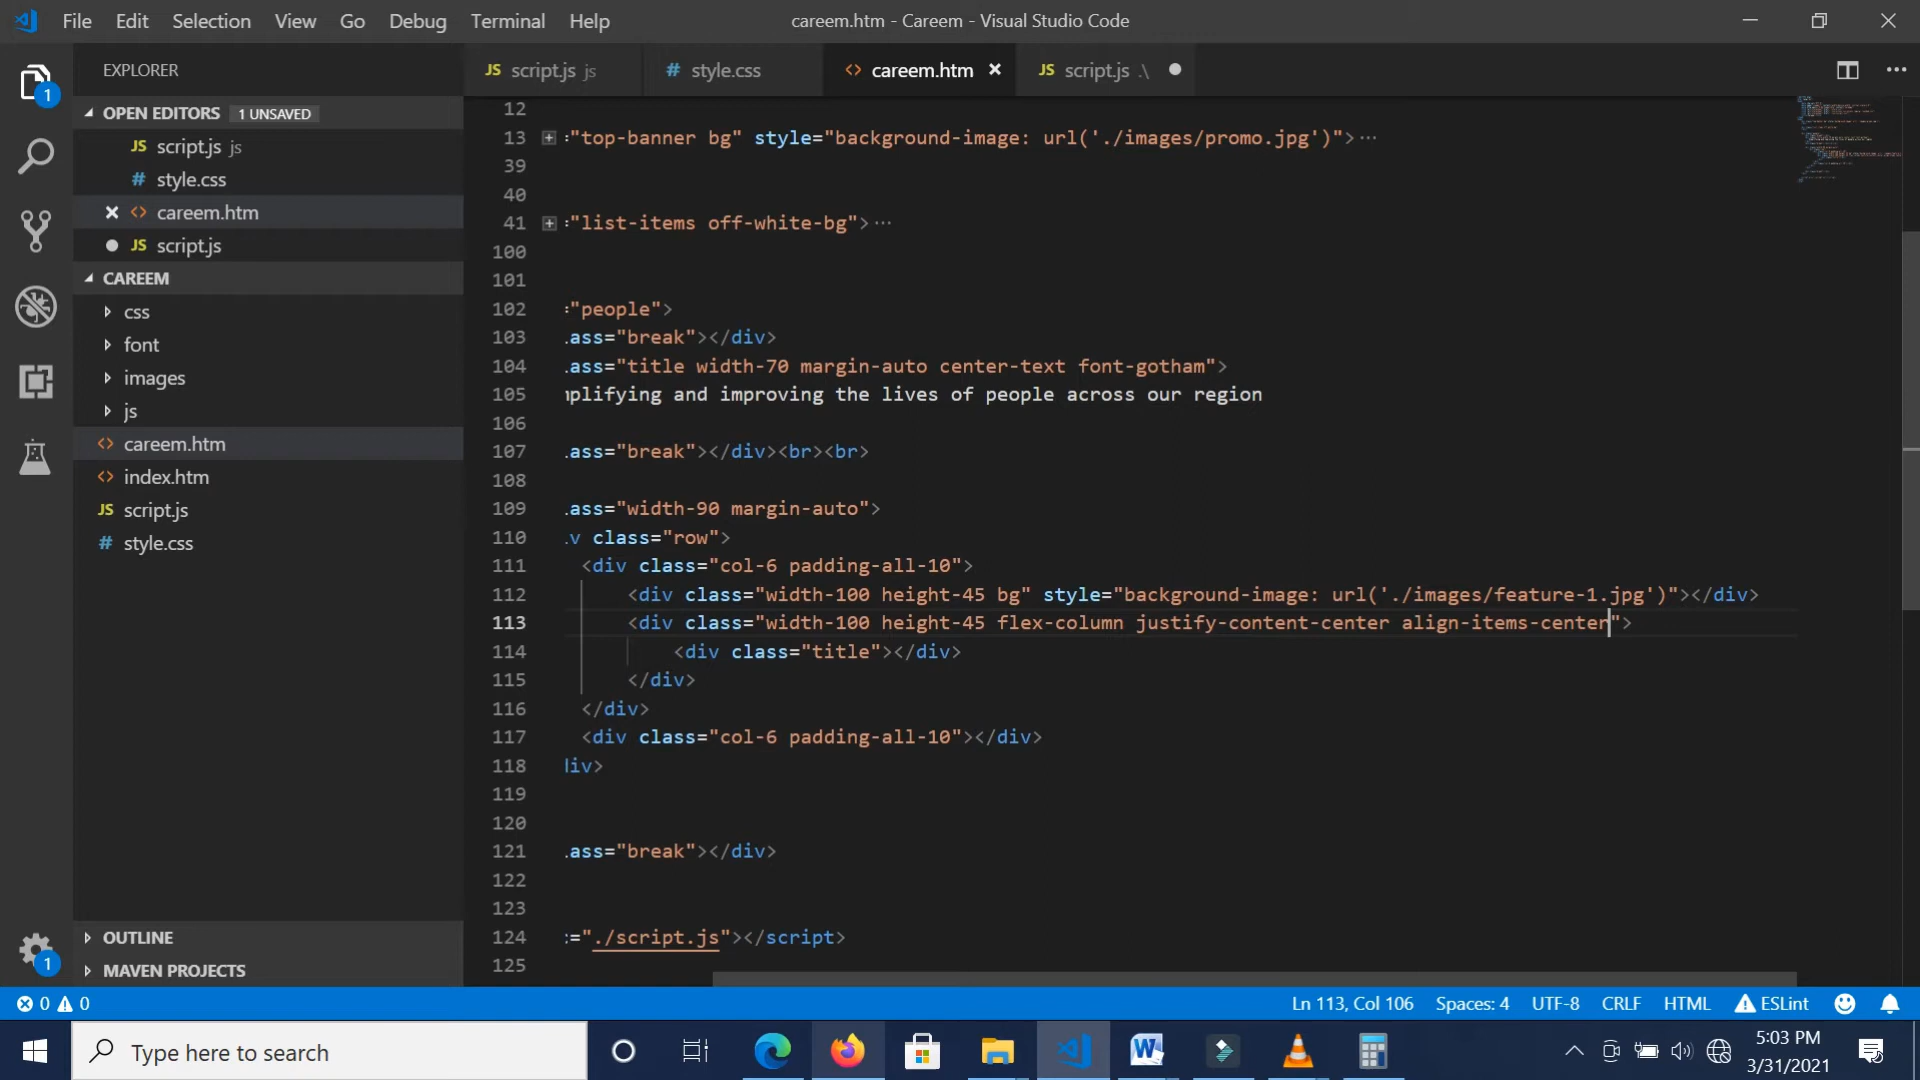 File Edit Selection View Go Debug Terminal Help
careem.htm - Careem - Visual Studio Code
EXPLORER
JS script.js js
# style.css
<> careem.htm ×
JS script.js .\
OPEN EDITORS 1 UNSAVED
JS script.js js
# style.css
<> careem.htm
JS script.js
CAREEM
css
font
images
js
<> careem.htm
<> index.htm
JS script.js
# style.css
OUTLINE
MAVEN PROJECTS
12
13 ="top-banner bg" style="background-image: url('./images/promo.jpg')">···
39
40
41 ="list-items off-white-bg">···
100
101
102 ="people">
103 ass="break"></div>
104 ass="title width-70 margin-auto center-text font-gotham">
105 mplifying and improving the lives of people across our region
106
107 ass="break"></div><br><br>
108
109 ass="width-90 margin-auto">
110 v class="row">
111 <div class="col-6 padding-all-10">
112 <div class="width-100 height-45 bg" style="background-image: url('./images/feature-1.jpg')"></div>
113 <div class="width-100 height-45 flex-column justify-content-center align-items-center">
114 <div class="title"></div>
115 </div>
116 </div>
117 <div class="col-6 padding-all-10"></div>
118 div>
119
120
121 ass="break"></div>
122
123
124 ="./script.js"></script>
125
1
1
0 0
Ln 113, Col 106 Spaces: 4 UTF-8 CRLF HTML ESLint
Type here to search
5:03 PM
3/31/2021